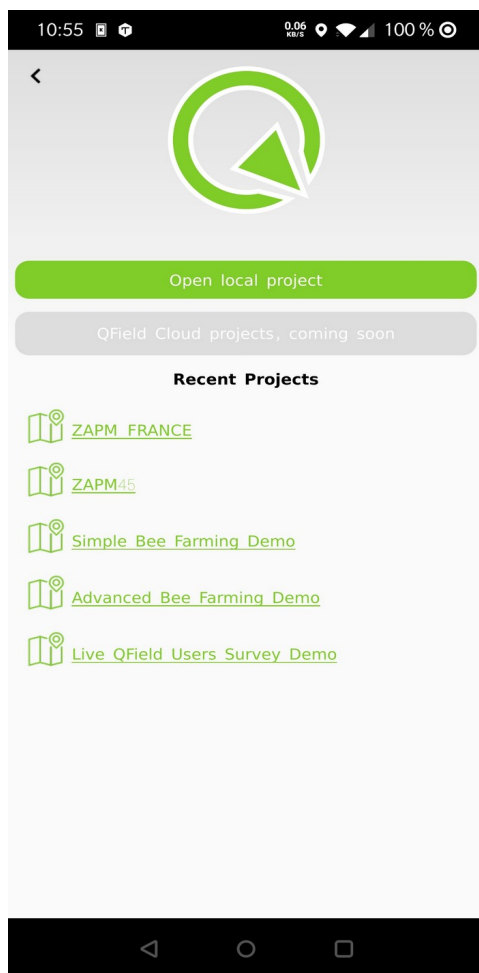 10:55
0.06
KB/S
100 %
Open local project
QField Cloud projects, coming soon
Recent Projects
ZAPM FRANCE
ZAPM45
Simple Bee Farming Demo
Advanced Bee Farming Demo
Live QField Users Survey Demo